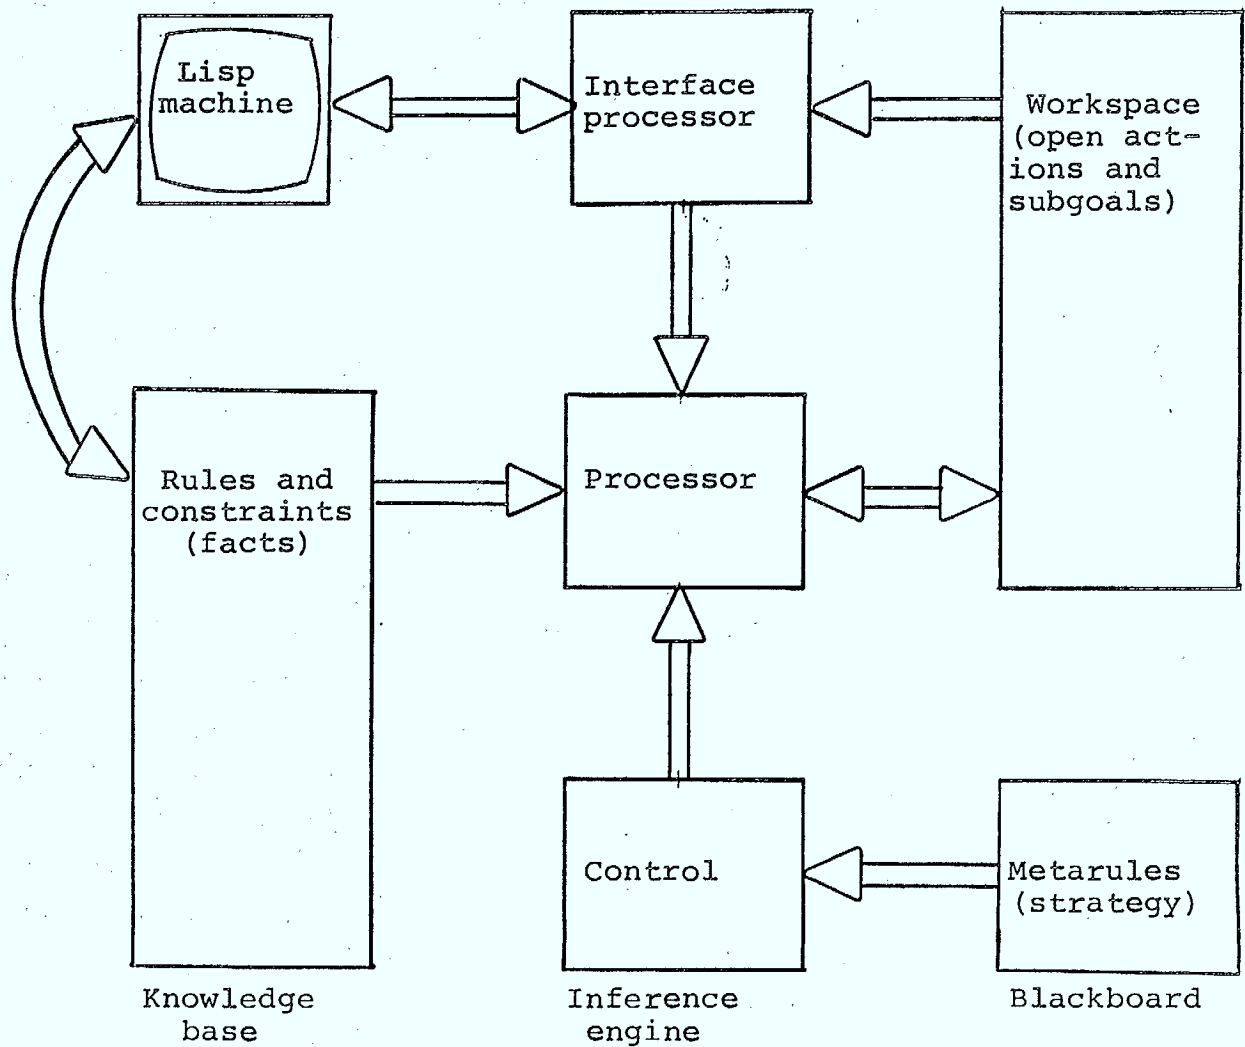 Lisp
machine
Interface
processor
Workspace
(open act-
ions and
subgoals)
Rules and
constraints
(facts)
Processor
Control
Metarules
(strategy)
Knowledge
base
Inference
engine
Blackboard